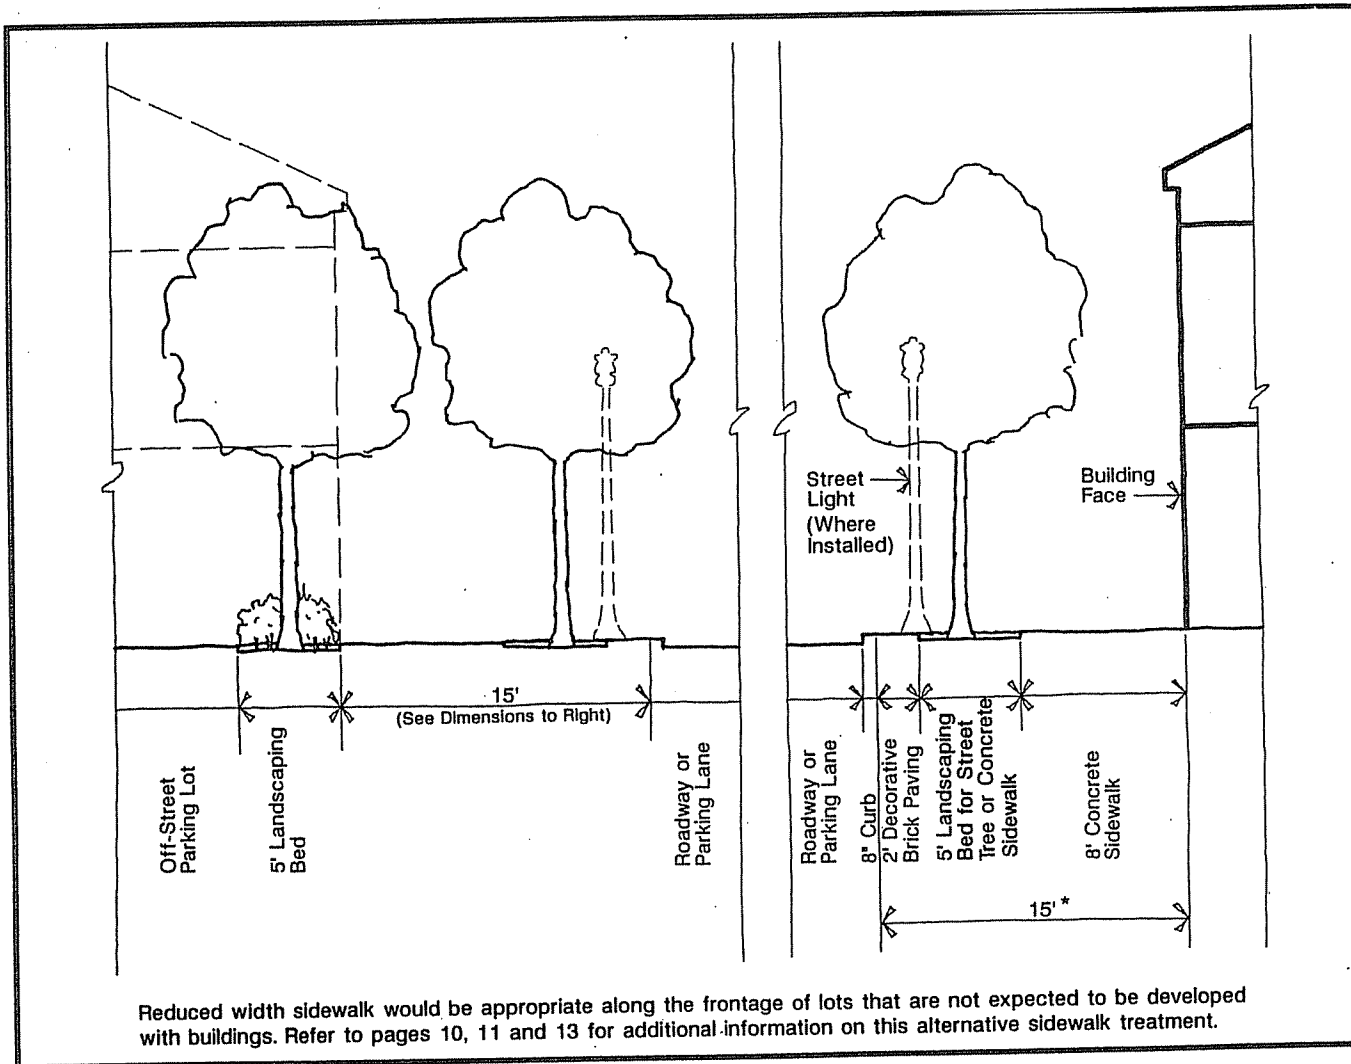 Street
Light
(Where
Installed)
Building
Face
15'
(See Dimensions to Right)
Off-Street
Parking Lot
5' Landscaping
Bed
Roadway or
Parking Lane
Roadway or
Parking Lane
8" Curb
2' Decorative
Brick Paving
5' Landscaping
Bed for Street
Tree or Concrete
Sidewalk
8' Concrete
Sidewalk
15' *
Reduced width sidewalk would be appropriate along the frontage of lots that are not expected to be developed
with buildings. Refer to pages 10, 11 and 13 for additional information on this alternative sidewalk treatment.